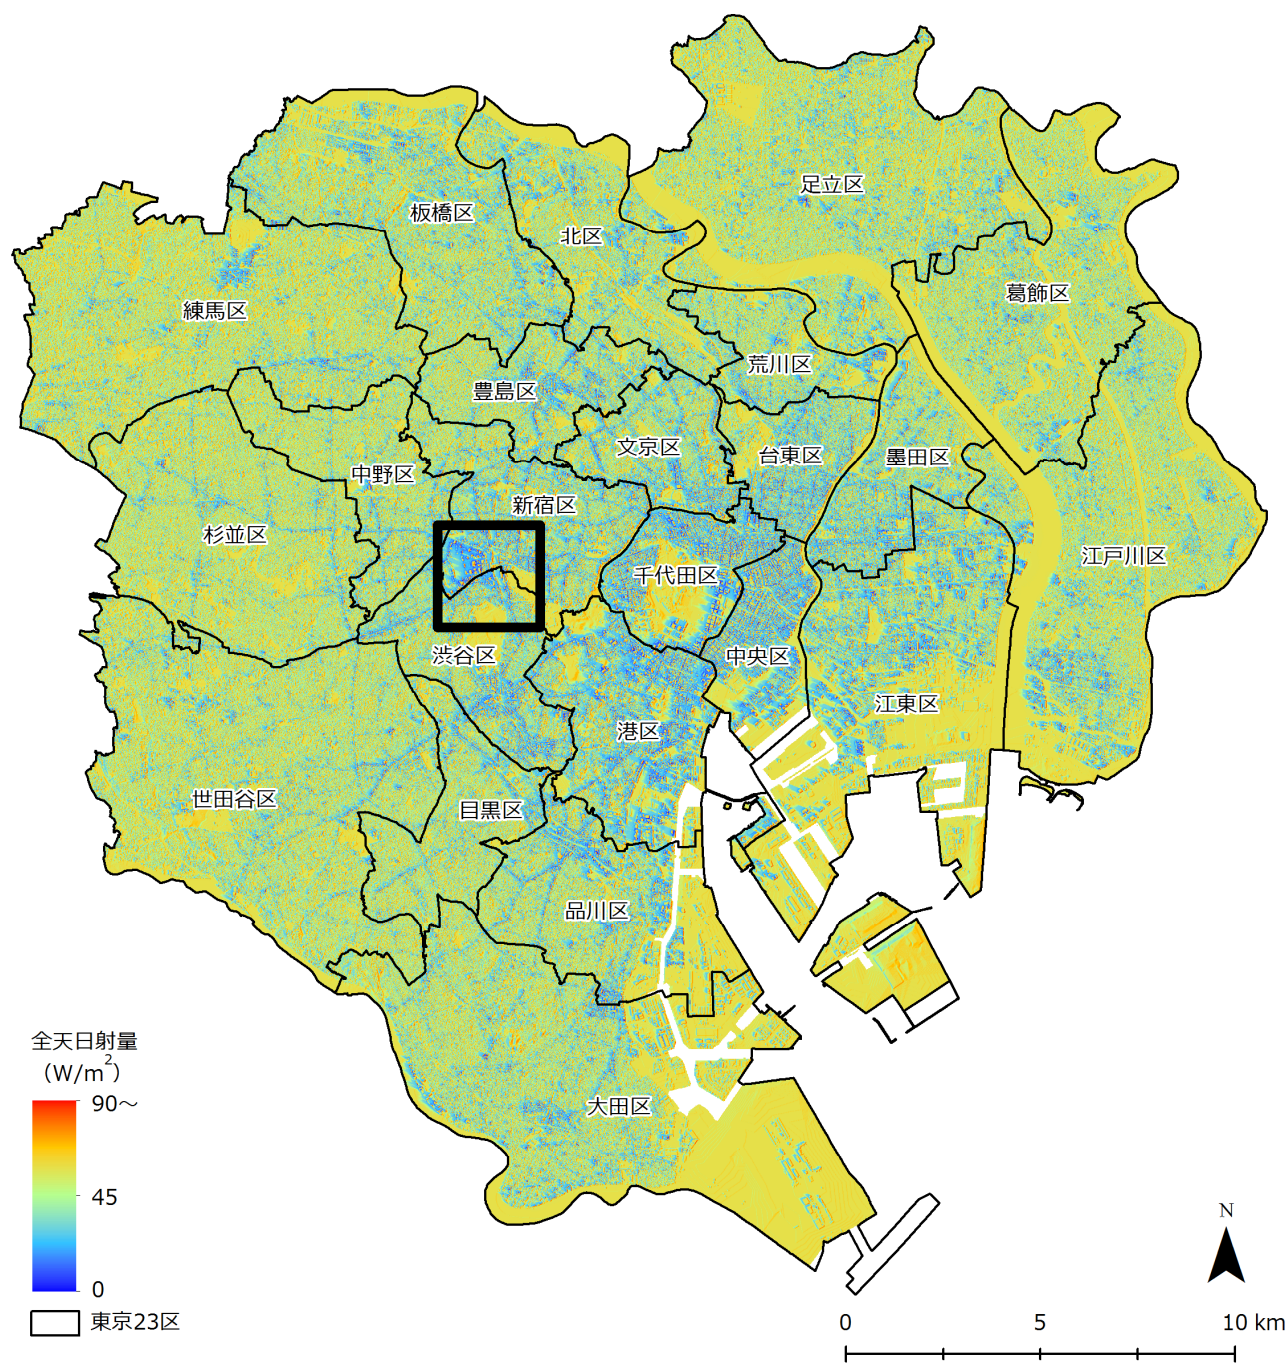 足立区
板橋区
北区
葛飾区
練馬区
荒川区
豊島区
文京区
台東区
墨田区
中野区
新宿区
杉並区
江戸川区
千代田区
渋谷区
中央区
江東区
港区
世田谷区
目黒区
品川区
大田区
全天日射量
（W/m²）
90～
45
0
東京23区
N
0 5 10 km